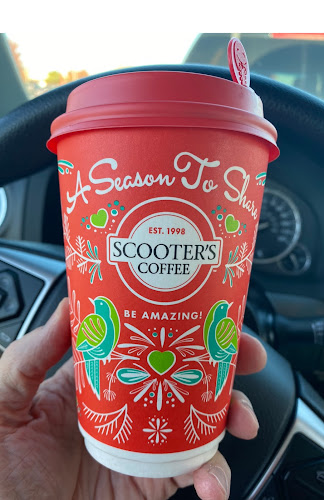 A Season To Share
EST. 1998
SCOOTER'S
COFFEE
BE AMAZING!